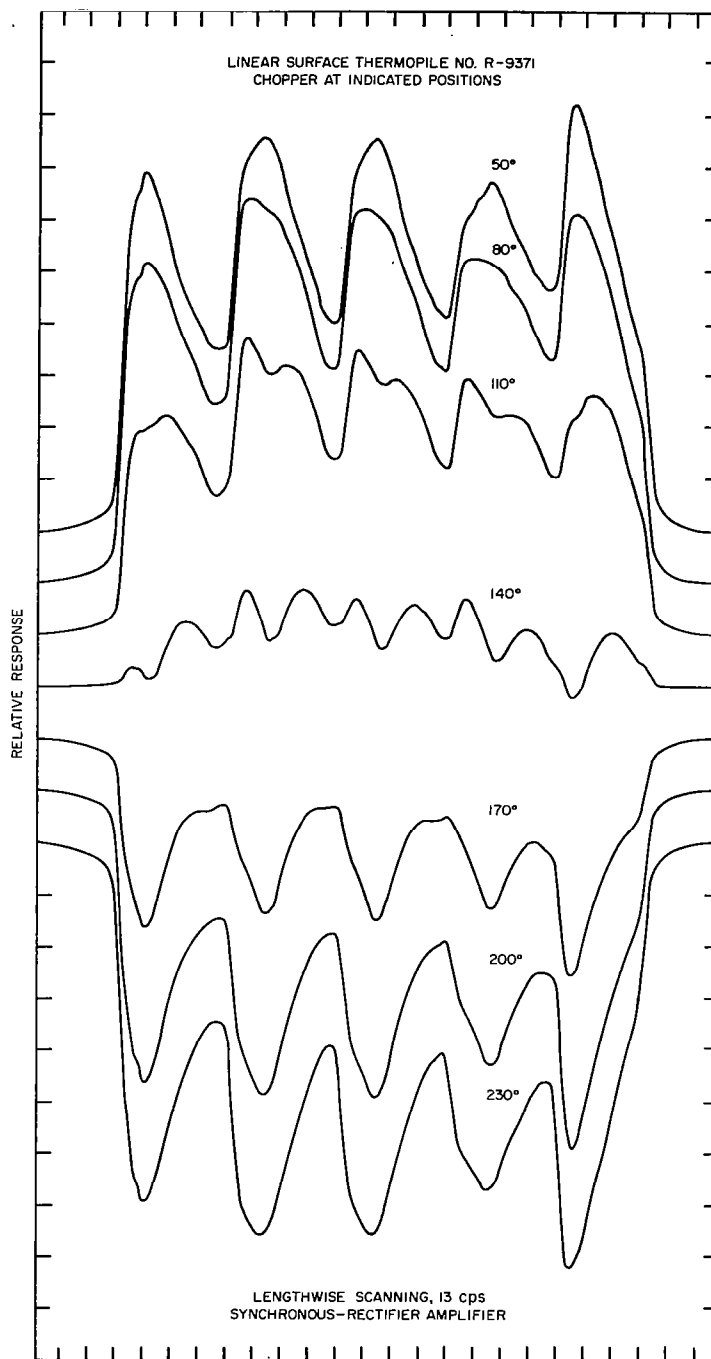 LINEAR SURFACE THERMOPILE NO. R-9371
CHOPPER AT INDICATED POSITIONS
50°
80°
110°
140°
RELATIVE RESPONSE
170°
200°
230°
LENGTHWISE SCANNING, 13 cps
SYNCHRONOUS-RECTIFIER AMPLIFIER